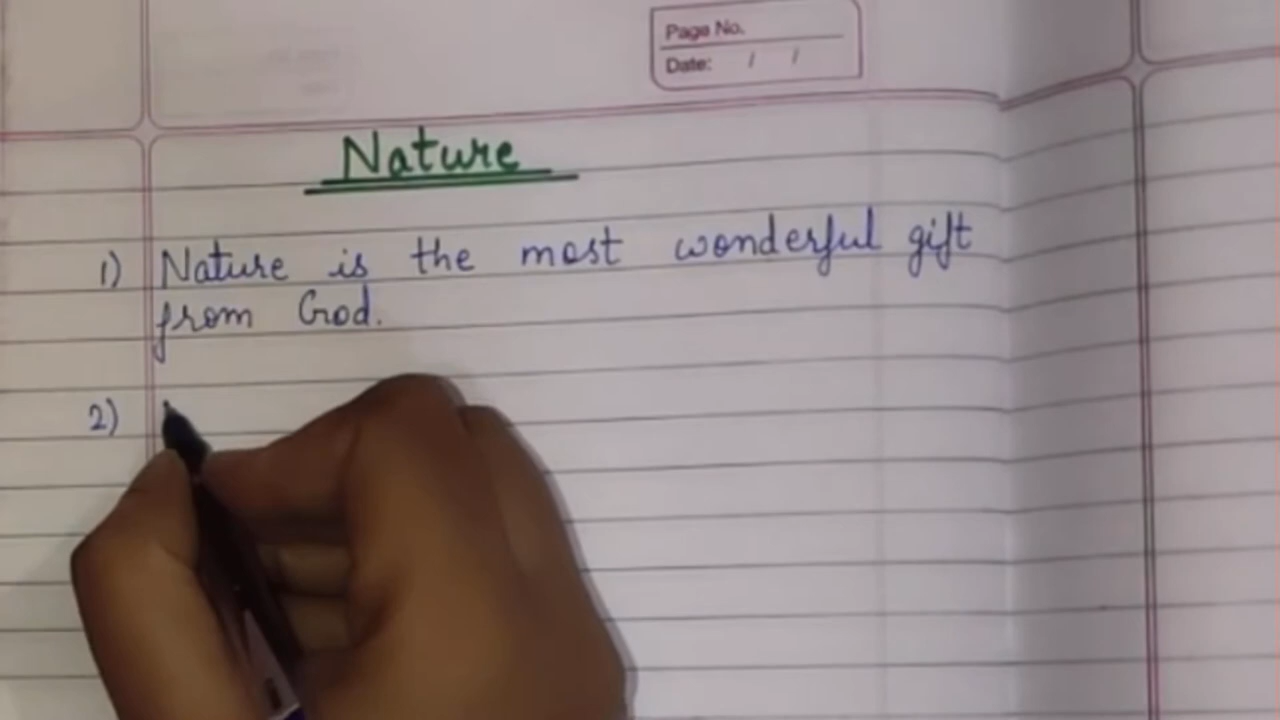 Page No.
Date: / /
Nature
1) Nature is the most wonderful gift
from God.
2)